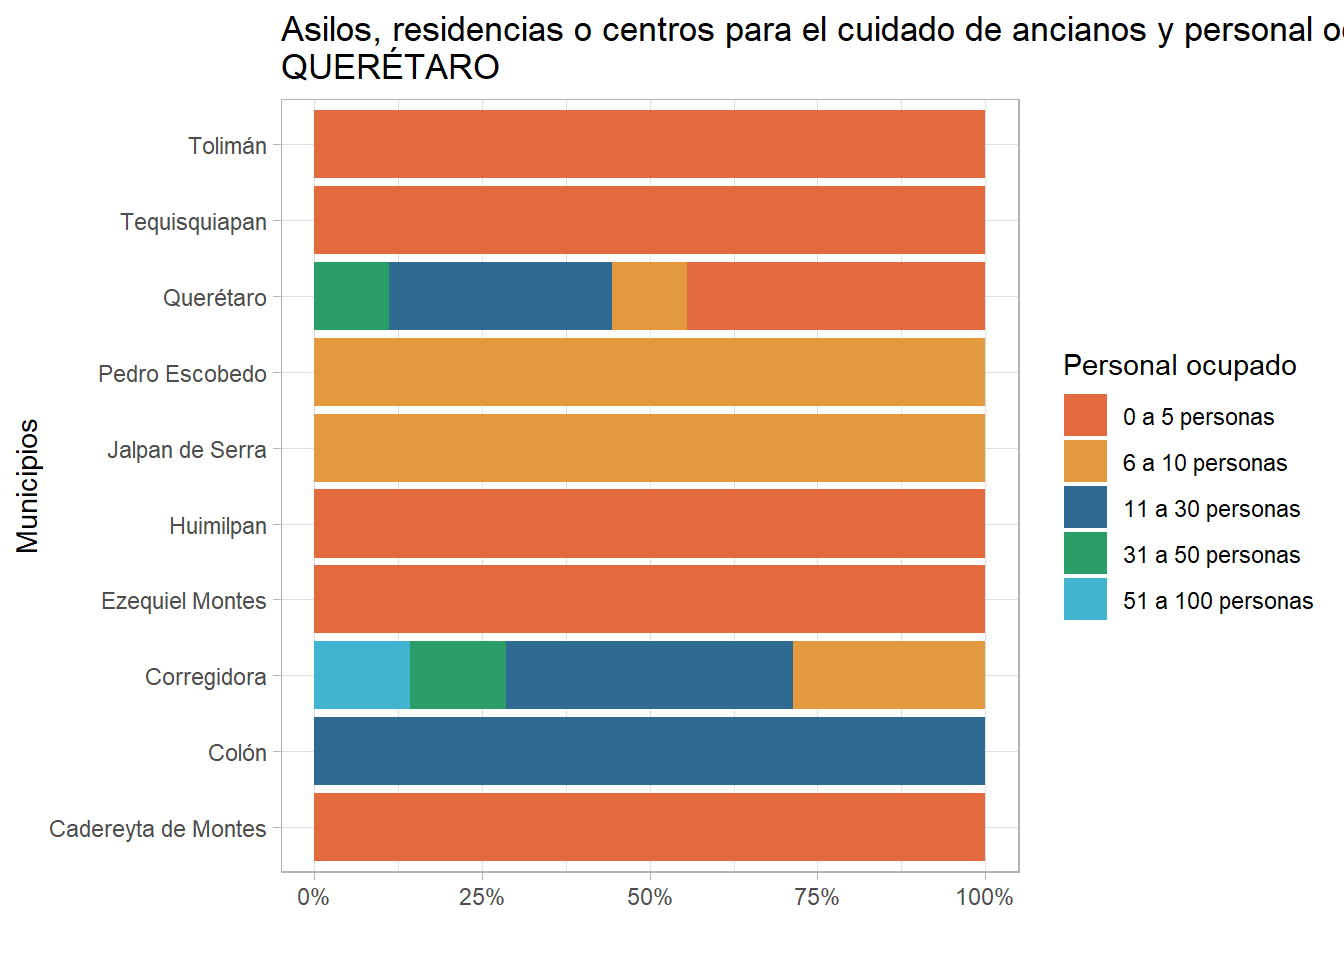 Asilos, residencias o centros para el cuidado de ancianos y personal
QUERÉTARO
Municipios
Tolimán
Tequisquiapan
Querétaro
Pedro Escobedo
Jalpan de Serra
Huimilpan
Ezequiel Montes
Corregidora
Colón
Cadereyta de Montes
0% 25% 50% 75% 100%
Personal ocupado
0 a 5 personas
6 a 10 personas
11 a 30 personas
31 a 50 personas
51 a 100 personas